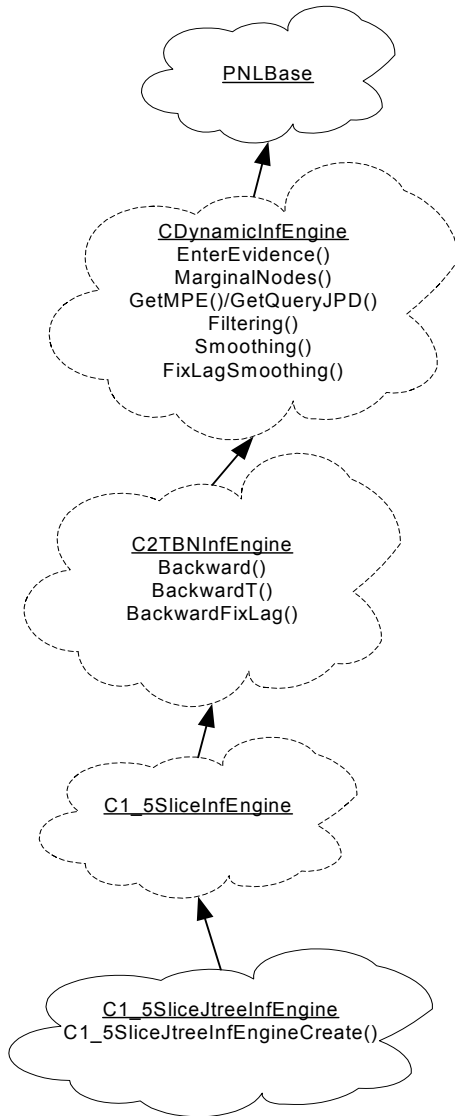 PNLBase
CDynamicInfEngine
EnterEvidence()
MarginalNodes()
GetMPE()/GetQueryJPD()
Filtering()
Smoothing()
FixLagSmoothing()
C2TBNInfEngine
Backward()
BackwardT()
BackwardFixLag()
C1_5SliceInfEngine
C1_5SliceJtreeInfEngine
C1_5SliceJtreeInfEngineCreate()